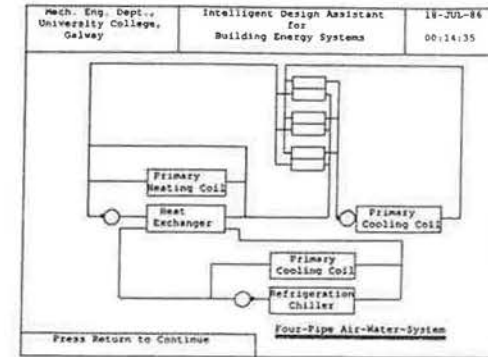 Mech. Eng. Dept.,
University College,
Galway
Intelligent Design Assistant
for
Building Energy Systems
18-JUL-86
00:14:35
Primary
Heating Coil
Heat
Exchanger
Primary
Cooling Coil
Primary
Cooling Coil
Refrigeration
Chiller
Four-Pipe Air-Water-System
Press Return to Continue